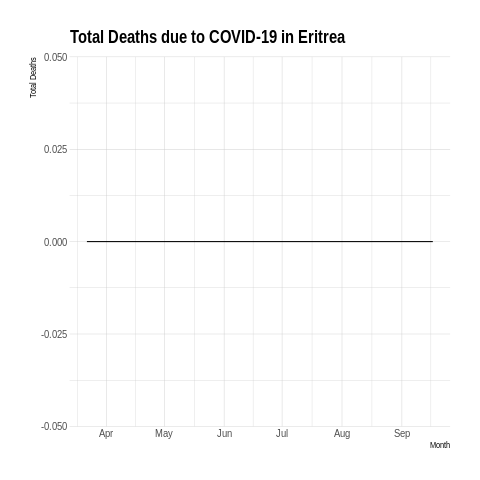 Total Deaths due to COVID-19 in Eritrea
Total Deaths
0.050
0.025
0.000
-0.025
-0.050
Apr May Jun Jul Aug Sep
Month